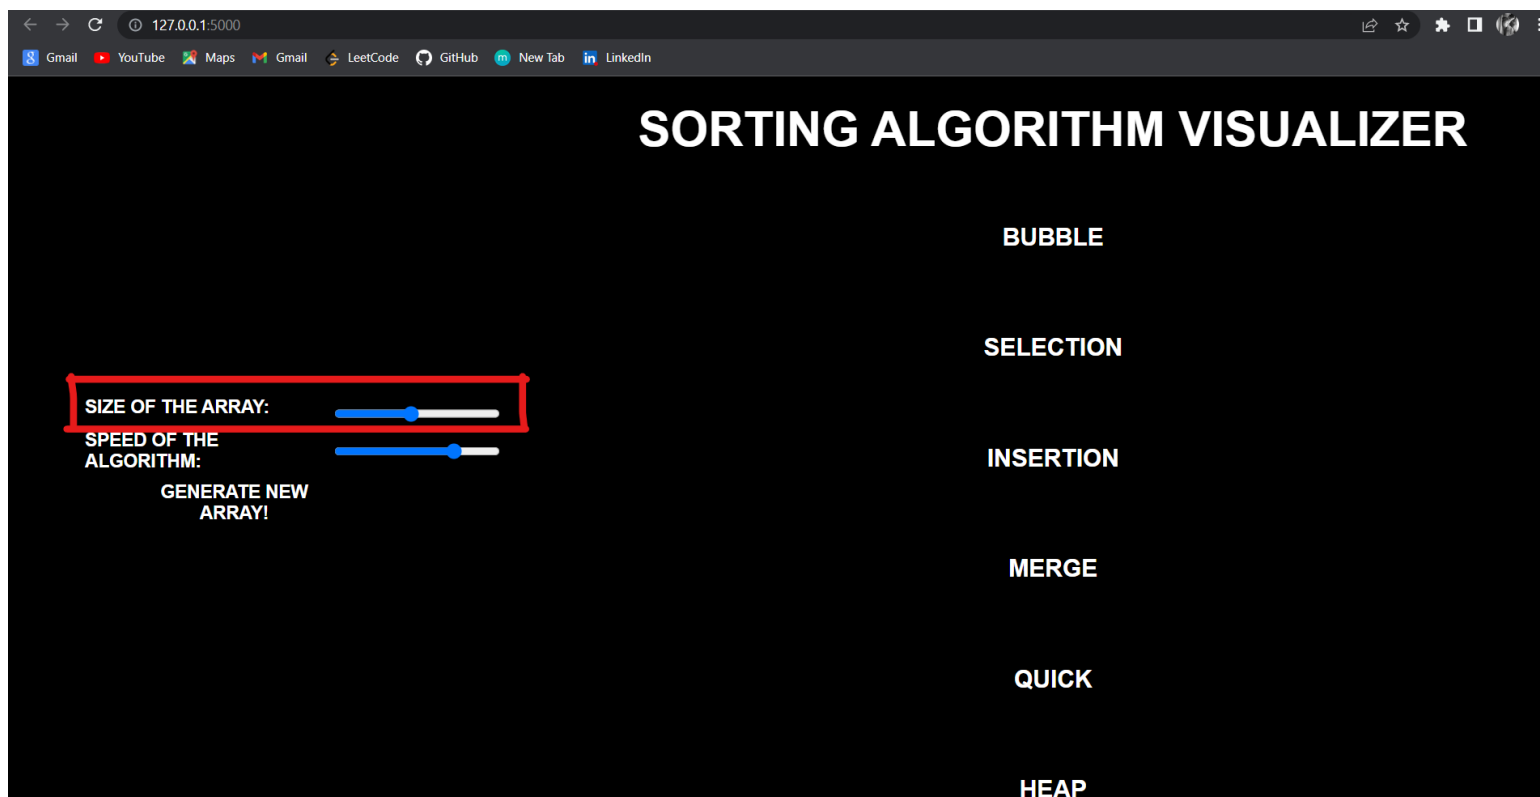 127.0.0.1:5000
Gmail YouTube Maps Gmail LeetCode GitHub New Tab LinkedIn
SORTING ALGORITHM VISUALIZER
BUBBLE
SELECTION
SIZE OF THE ARRAY:
SPEED OF THE
ALGORITHM:
GENERATE NEW
ARRAY!
INSERTION
MERGE
QUICK
HEAP